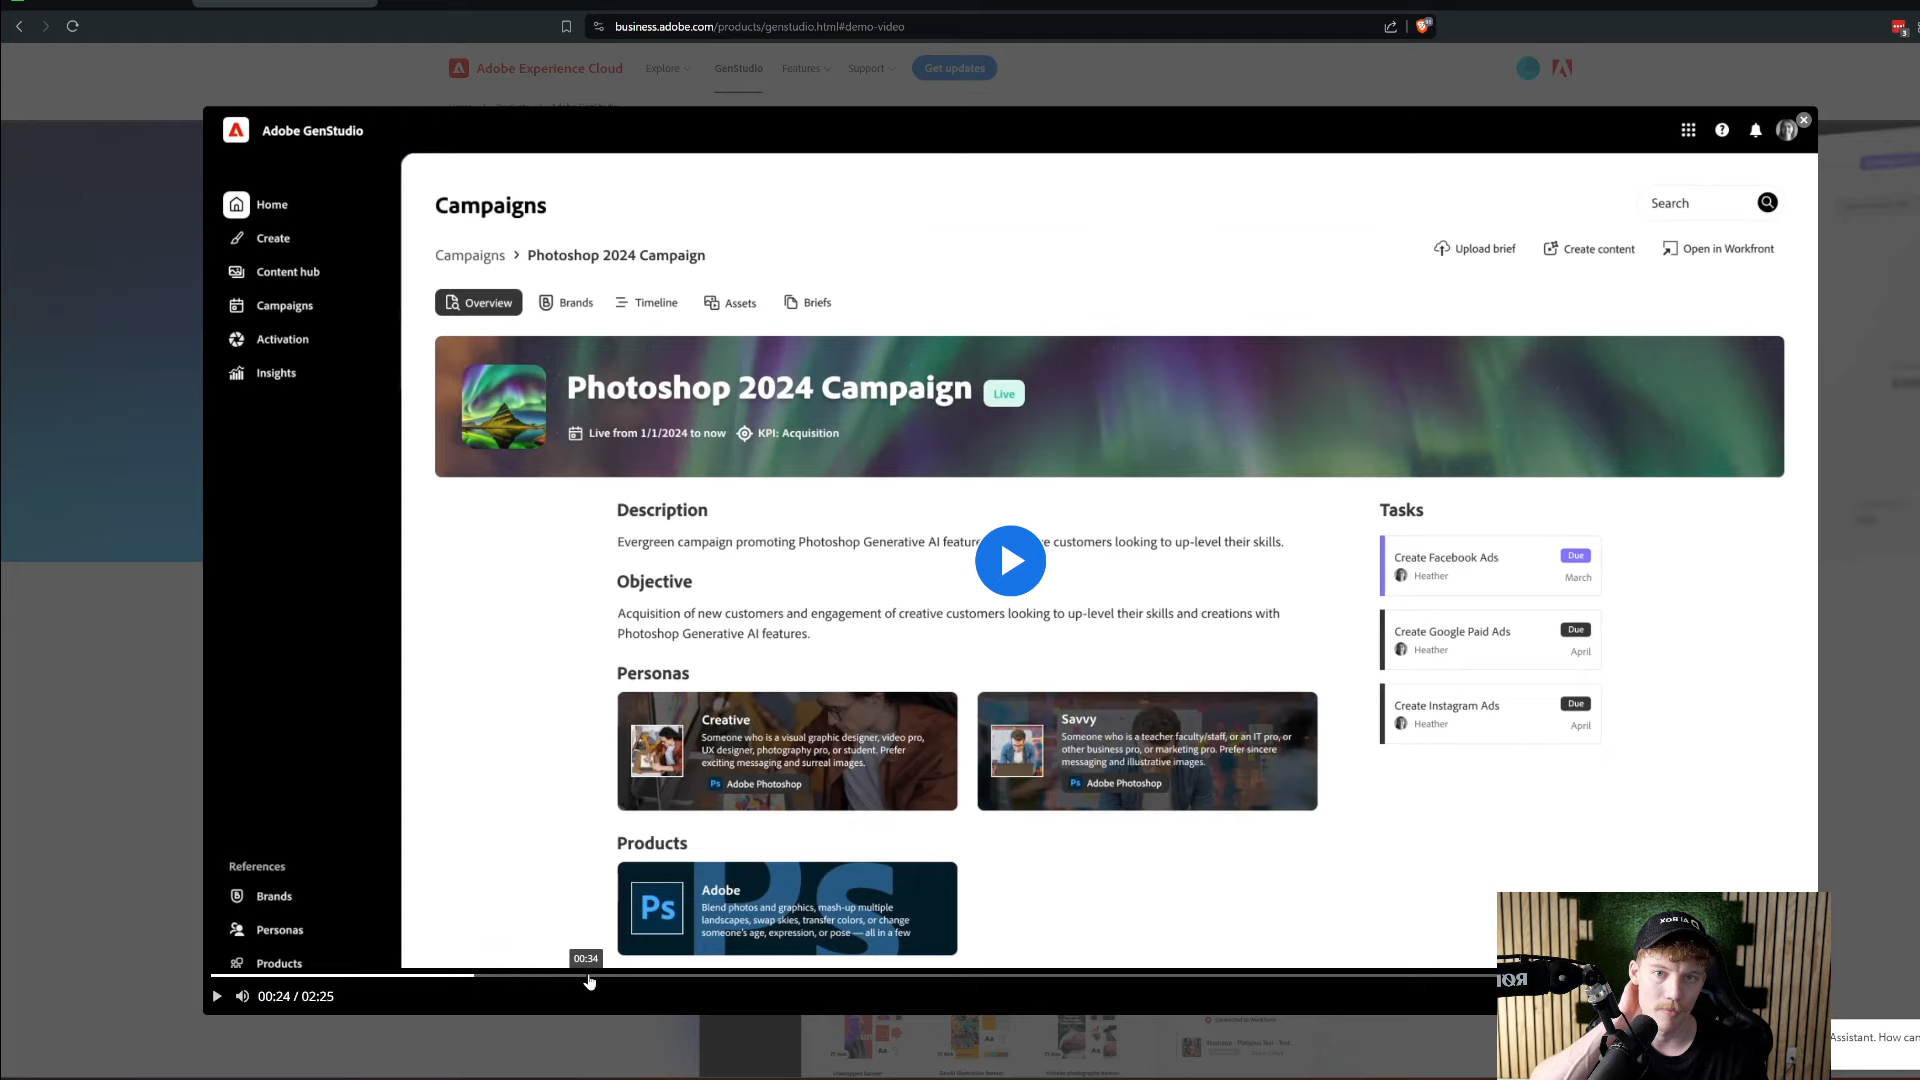 business.adobe.com/products/genstudio.html#demo-video
Adobe Experience Cloud
Explore
GenStudio
Features
Support
Get updates
Adobe GenStudio
Home
Create
Content hub
Campaigns
Activation
Insights
References
Brands
Personas
Products
Campaigns
Search
Campaigns > Photoshop 2024 Campaign
Upload brief
Create content
Open in Workfront
Overview
Brands
Timeline
Assets
Briefs
Photoshop 2024 Campaign
Live
Live from 1/1/2024 to now
KPI: Acquisition
Description
Evergreen campaign promoting Photoshop Generative AI
customers looking to up-level their skills.
Objective
Acquisition of new customers and engagement of creative customers looking to up-level their skills and creations with
Photoshop Generative AI features.
Personas
Creative
Someone who is a visual graphic designer, video pro,
UX designer, photography pro, or student. Prefer
exciting messaging and surreal images.
Ps Adobe Photoshop
Savvy
Someone who is a teacher faculty/staff, or an IT pro, or
other business pro, or marketing pro. Prefer sincere
messaging and illustrative images.
Ps Adobe Photoshop
Products
Ps
Adobe
Blend photos and graphics, mash-up multiple
landscapes, swap skies, transfer colors, or change
someone's age, expression, or pose — all in a few
Tasks
Create Facebook Ads
Due
Heather
March
Create Google Paid Ads
Due
Heather
April
Create Instagram Ads
Due
Heather
April
00:34
00:24 / 02:25
Assistant. How can